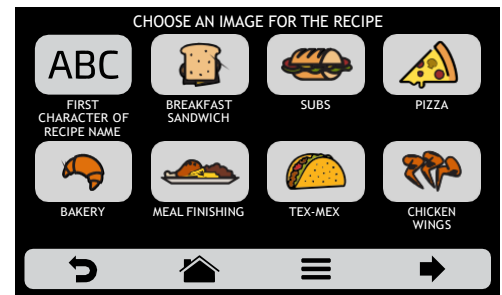 CHOOSE AN IMAGE FOR THE RECIPE
ABC
FIRST
CHARACTER OF
RECIPE NAME
BREAKFAST
SANDWICH
SUBS
PIZZA
BAKERY
MEAL FINISHING
TEX-MEX
CHICKEN
WINGS